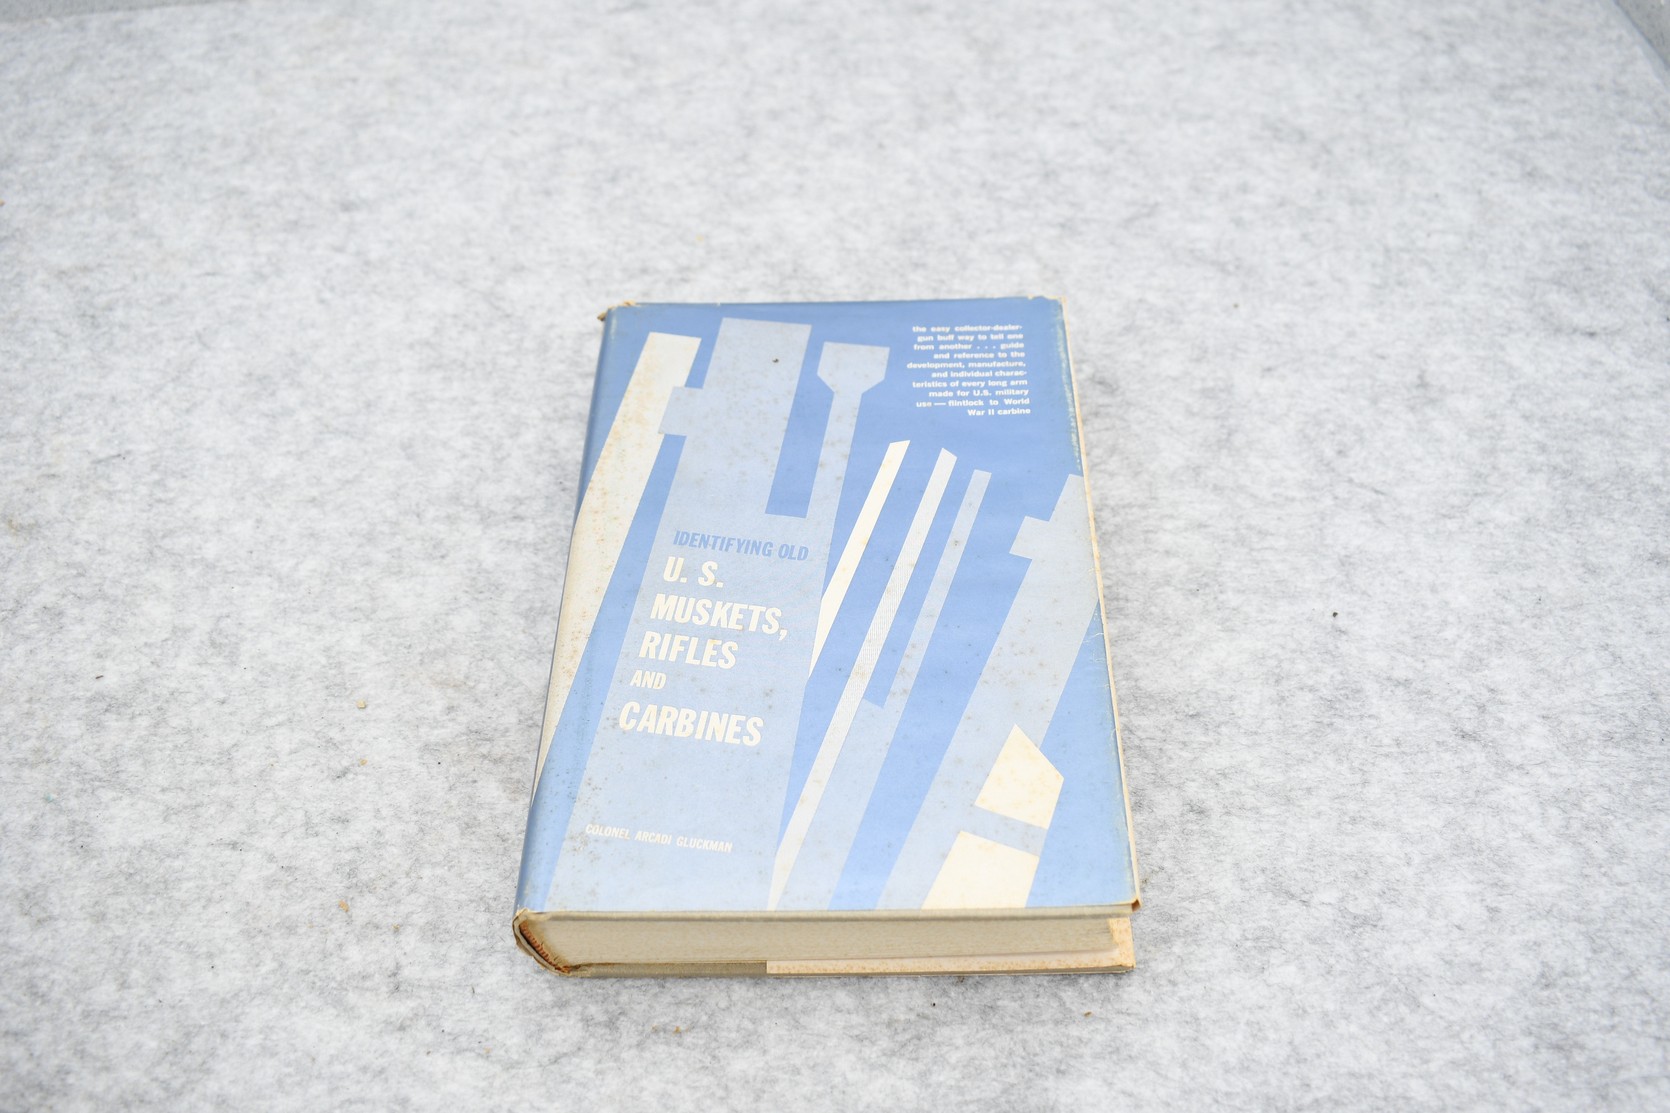 the easy collector-dealer-
gun buff way to tell one
from another . . . guide
and reference to the
development, manufacture,
and individual charac-
teristics of every long arm
made for U.S. military
use — flintlock to World
War II carbine
IDENTIFYING OLD
U. S.
MUSKETS,
RIFLES
AND
CARBINES
COLONEL ARCADI GLUCKMAN